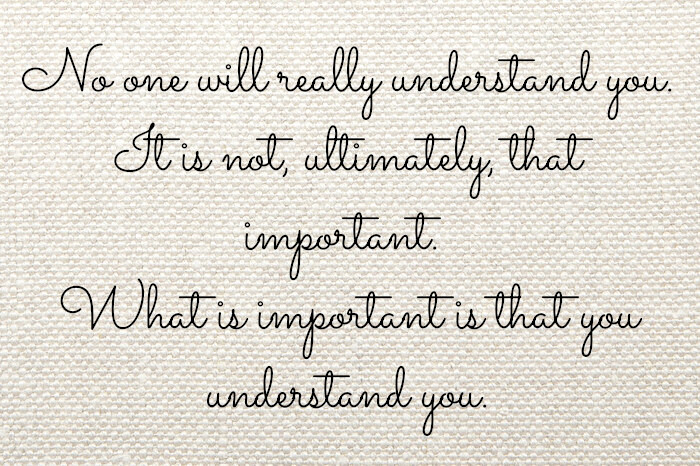 No one will really understand you.
It is not, ultimately, that
important.
What is important is that you
understand you.